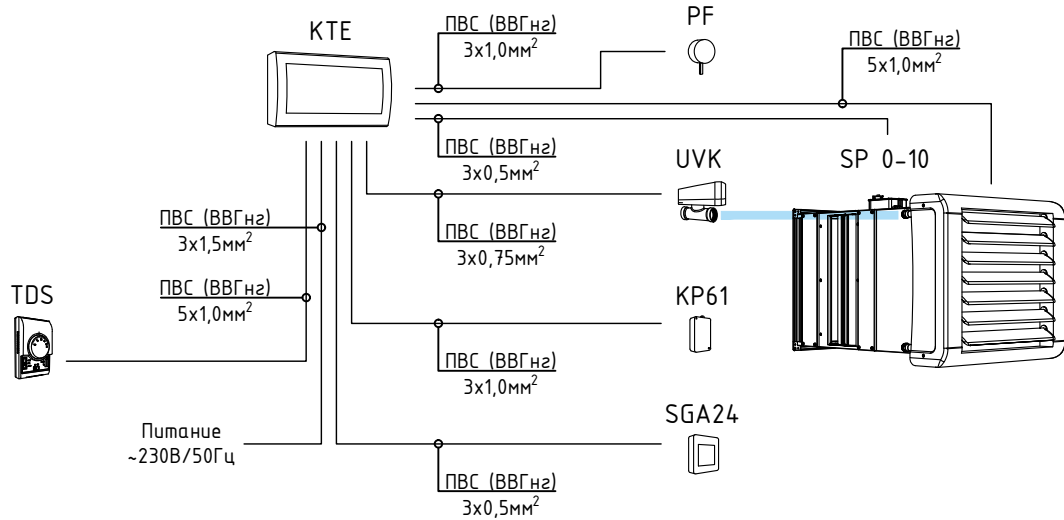 KTE
ПВС (ВВГнг)
3x1,0мм²
PF
ПВС (ВВГнг)
5x1,0мм²
ПВС (ВВГнг)
3x0,5мм²
UVK
SP 0-10
ПВС (ВВГнг)
3x1,5мм²
ПВС (ВВГнг)
3x0,75мм²
TDS
ПВС (ВВГнг)
5x1,0мм²
KP61
ПВС (ВВГнг)
3x1,0мм²
SGA24
Питание
~230В/50Гц
ПВС (ВВГнг)
3x0,5мм²